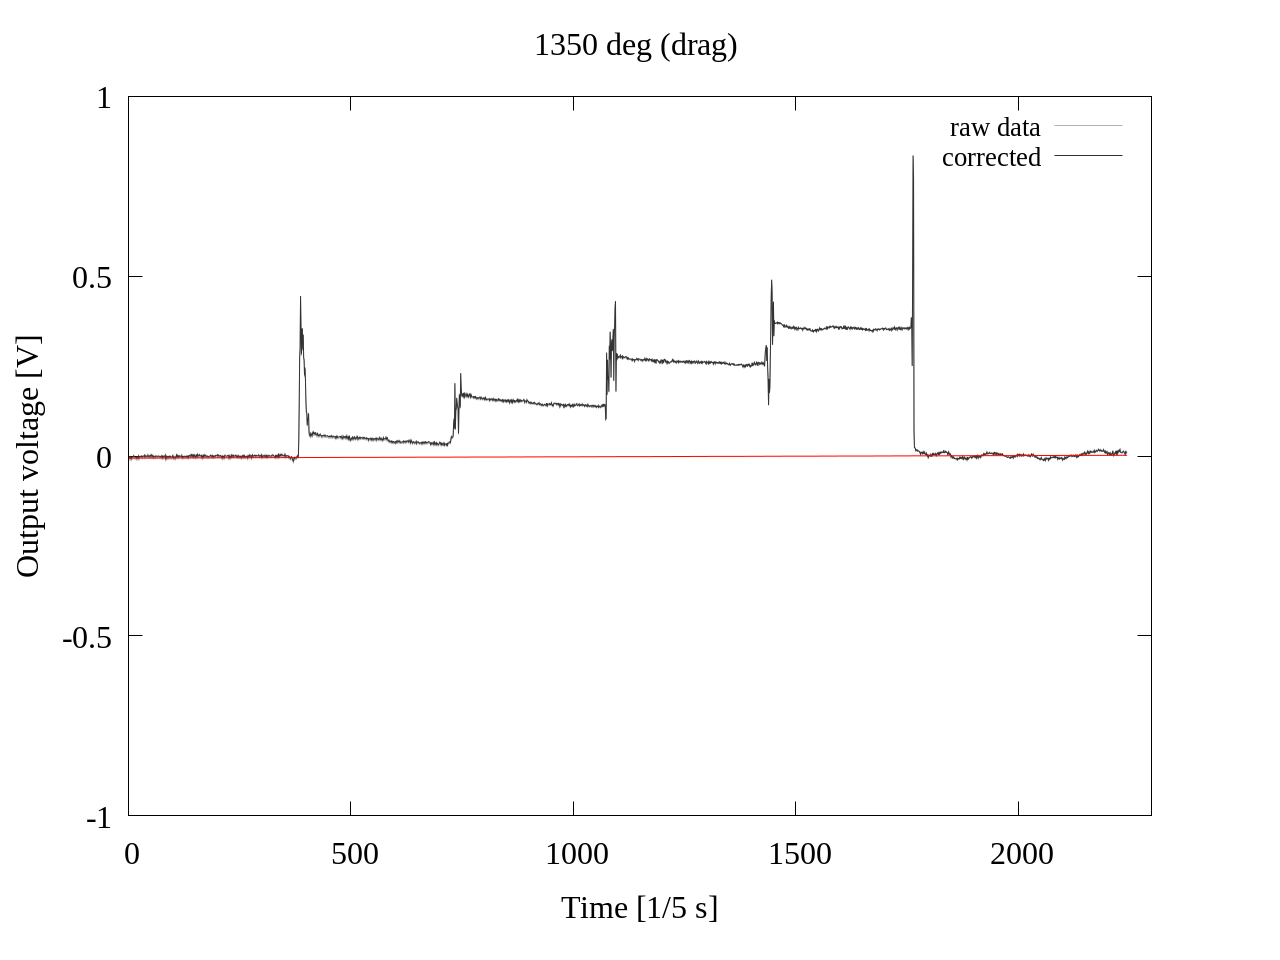 1350 deg (drag)
raw data
corrected
1
0.5
0
-0.5
-1
Output voltage [V]
0 500 1000 1500 2000
Time [1/5 s]